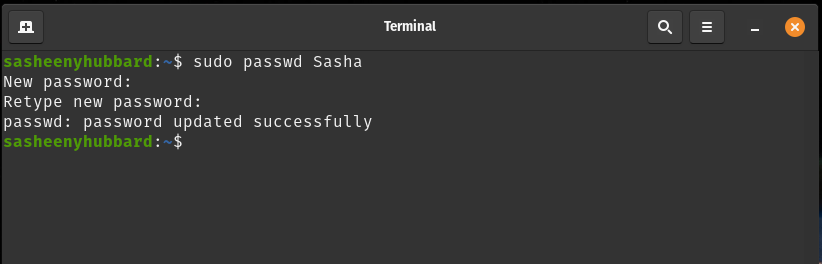 Terminal
sasheenyhubbard:~$ sudo passwd Sasha
New password:
Retype new password:
passwd: password updated successfully
sasheenyhubbard:~$